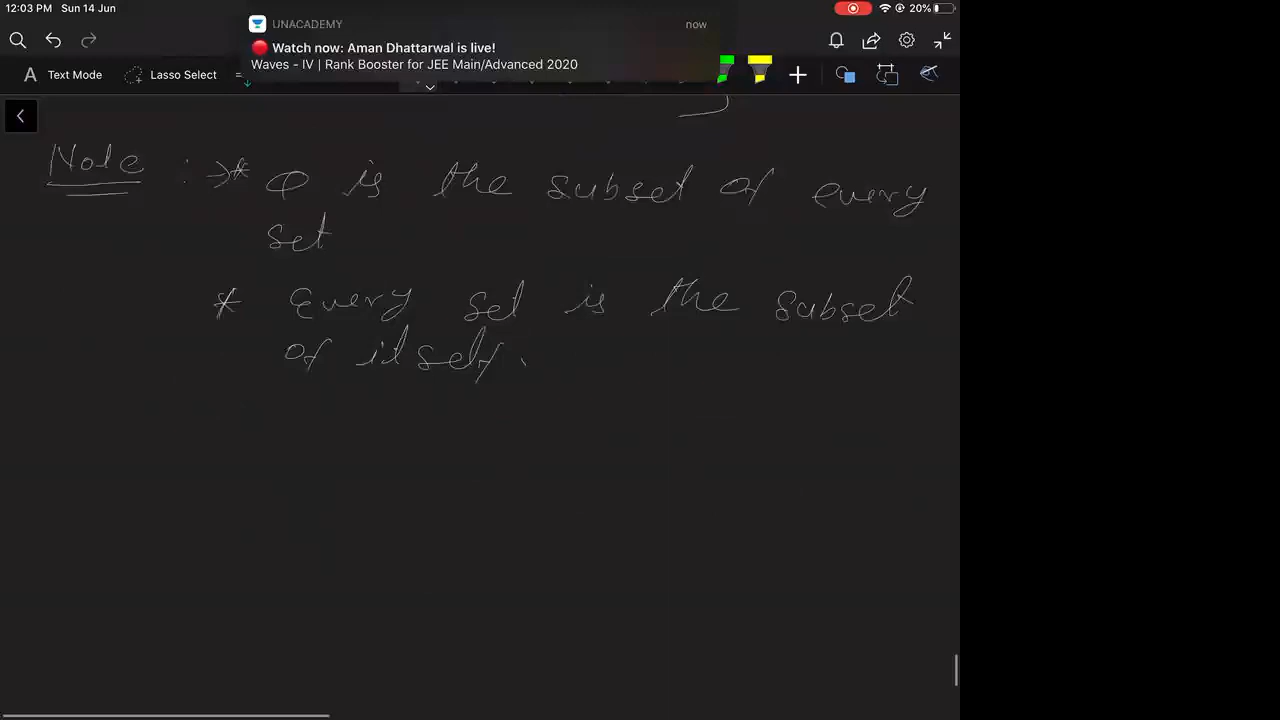 12:03 PM Sun 14 Jun
20%
UNACADEMY
now
🔴 Watch now: Aman Dhattarwal is live!
Waves - IV | Rank Booster for JEE Main/Advanced 2020
Text Mode
Lasso Select
Note :→* Φ is the subset of every
set
* Every set is the subset
of itself.